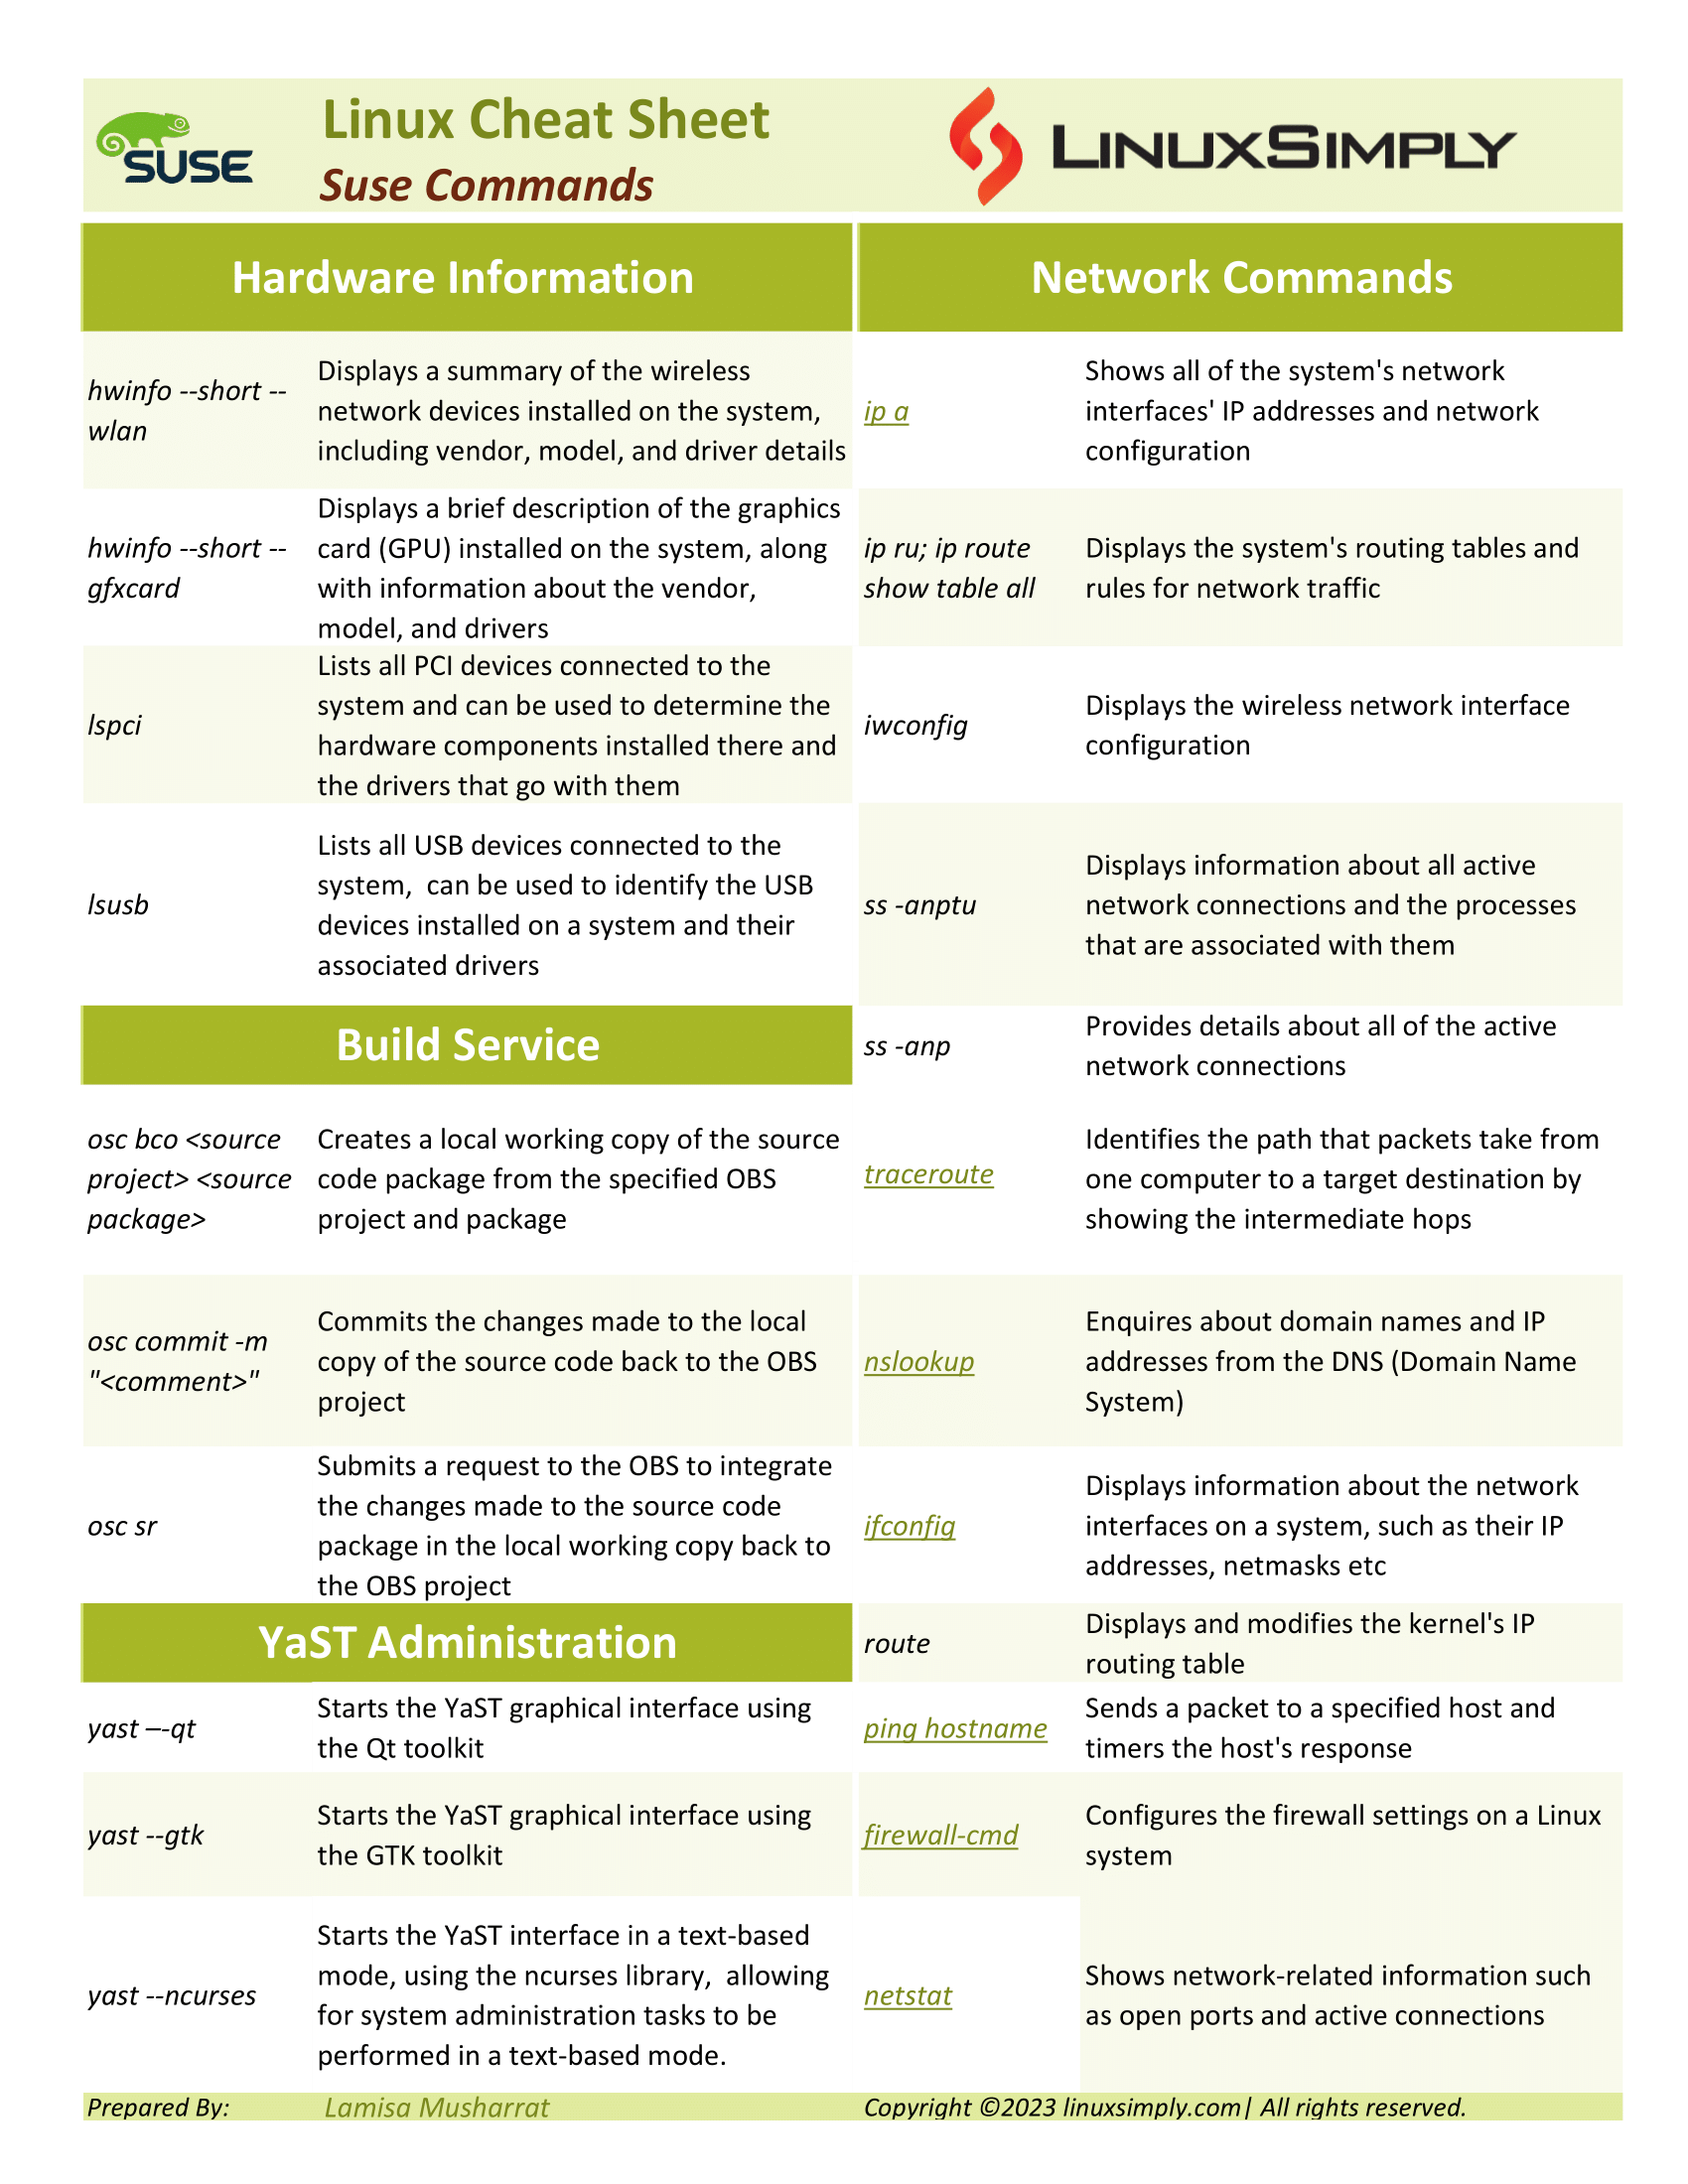 SUSE
Linux Cheat Sheet
Suse Commands
LINUXSIMPLY
Hardware Information
hwinfo --short --
wlan
Displays a summary of the wireless
network devices installed on the system,
including vendor, model, and driver details
hwinfo --short --
gfxcard
Displays a brief description of the graphics
card (GPU) installed on the system, along
with information about the vendor,
model, and drivers
lspci
Lists all PCI devices connected to the
system and can be used to determine the
hardware components installed there and
the drivers that go with them
lsusb
Lists all USB devices connected to the
system,  can be used to identify the USB
devices installed on a system and their
associated drivers
Build Service
osc bco <source
project> <source
package>
Creates a local working copy of the source
code package from the specified OBS
project and package
osc commit -m
"<comment>"
Commits the changes made to the local
copy of the source code back to the OBS
project
osc sr
Submits a request to the OBS to integrate
the changes made to the source code
package in the local working copy back to
the OBS project
YaST Administration
yast –-qt
Starts the YaST graphical interface using
the Qt toolkit
yast --gtk
Starts the YaST graphical interface using
the GTK toolkit
yast --ncurses
Starts the YaST interface in a text-based
mode, using the ncurses library,  allowing
for system administration tasks to be
performed in a text-based mode.
Network Commands
ip a
Shows all of the system's network
interfaces' IP addresses and network
configuration
ip ru; ip route
show table all
Displays the system's routing tables and
rules for network traffic
iwconfig
Displays the wireless network interface
configuration
ss -anptu
Displays information about all active
network connections and the processes
that are associated with them
ss -anp
Provides details about all of the active
network connections
traceroute
Identifies the path that packets take from
one computer to a target destination by
showing the intermediate hops
nslookup
Enquires about domain names and IP
addresses from the DNS (Domain Name
System)
ifconfig
Displays information about the network
interfaces on a system, such as their IP
addresses, netmasks etc
route
Displays and modifies the kernel's IP
routing table
ping hostname
Sends a packet to a specified host and
timers the host's response
firewall-cmd
Configures the firewall settings on a Linux
system
netstat
Shows network-related information such
as open ports and active connections
Prepared By: Lamisa Musharrat
Copyright ©2023 linuxsimply.com| All rights reserved.